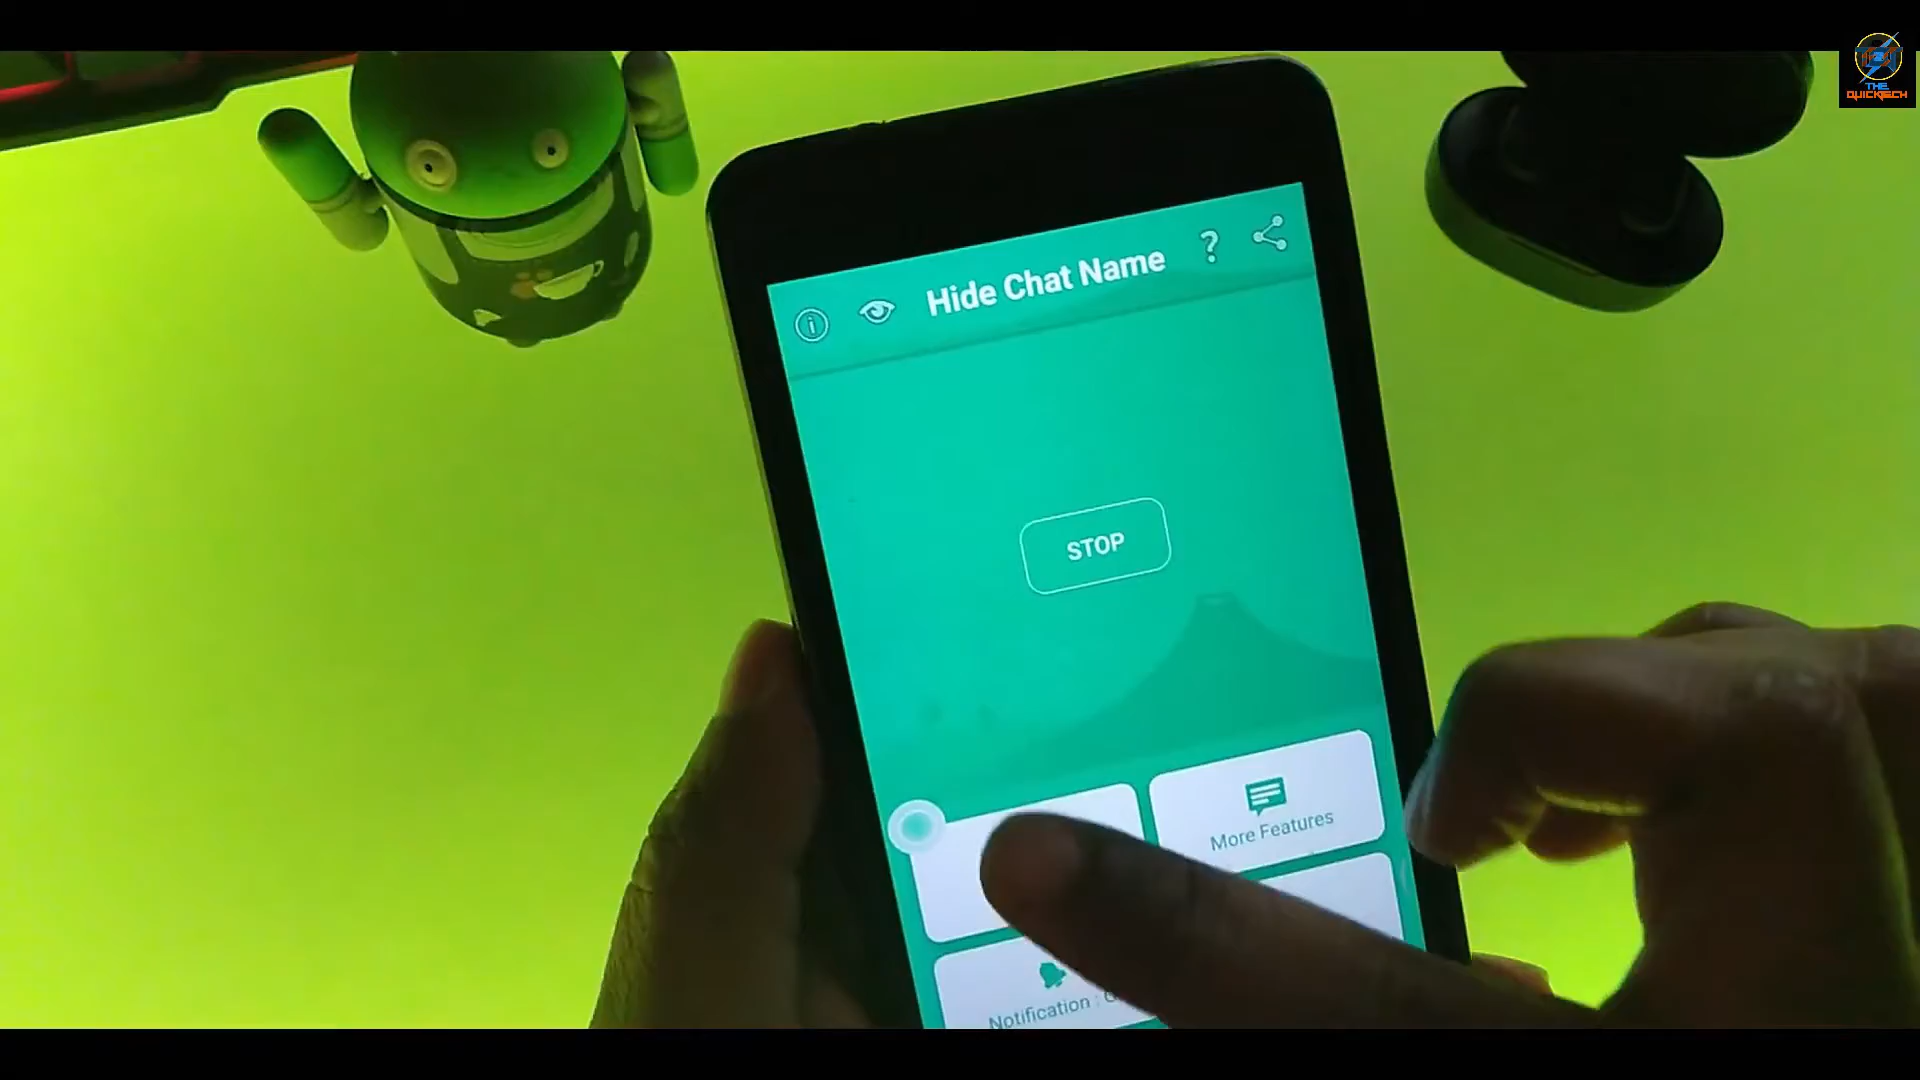 THE
QUICKTECH
Hide Chat Name
?
STOP
More Features
Notification :